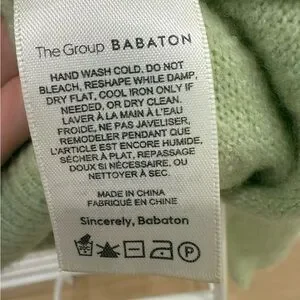 The Group BABATON
HAND WASH COLD, DO NOT
BLEACH, RESHAPE WHILE DAMP,
DRY FLAT, COOL IRON ONLY IF
NEEDED, OR DRY CLEAN.
LAVER À LA MAIN À L'EAU
FROIDE, NE PAS JAVELISER,
REMODELER PENDANT QUE
L'ARTICLE EST ENCORE HUMIDE,
SÉCHER À PLAT, REPASSAGE
DOUX SI NÉCESSAIRE, OU
NETTOYER À SEC.
MADE IN CHINA
FABRIQUÉ EN CHINE
Sincerely, Babaton
P